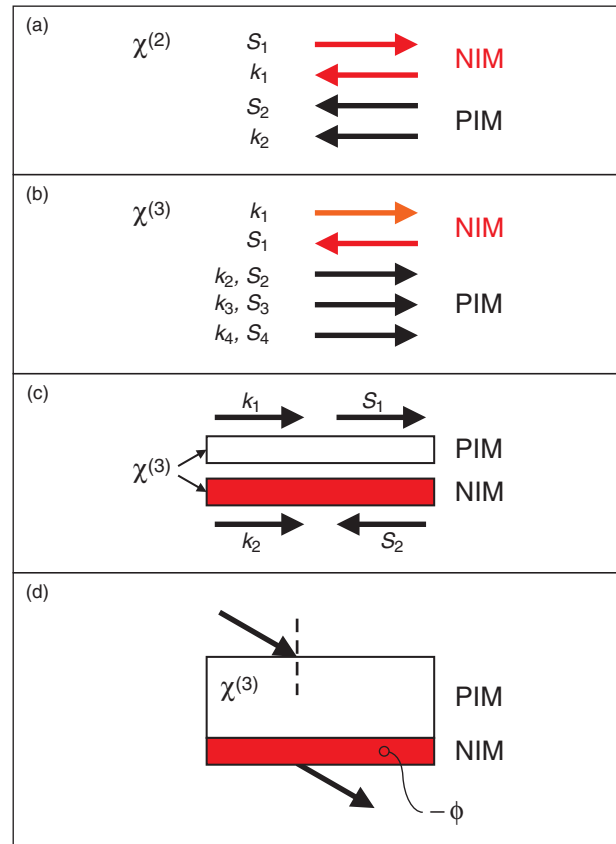 (a)
χ(2)
S1
NIM
k1
S2
PIM
k2
(b)
χ(3)
k1
NIM
S1
k2, S2
k3, S3
PIM
k4, S4
(c)
k1 S1
PIM
χ(3)
NIM
k2 S2
(d)
χ(3)
PIM
NIM
— ϕ